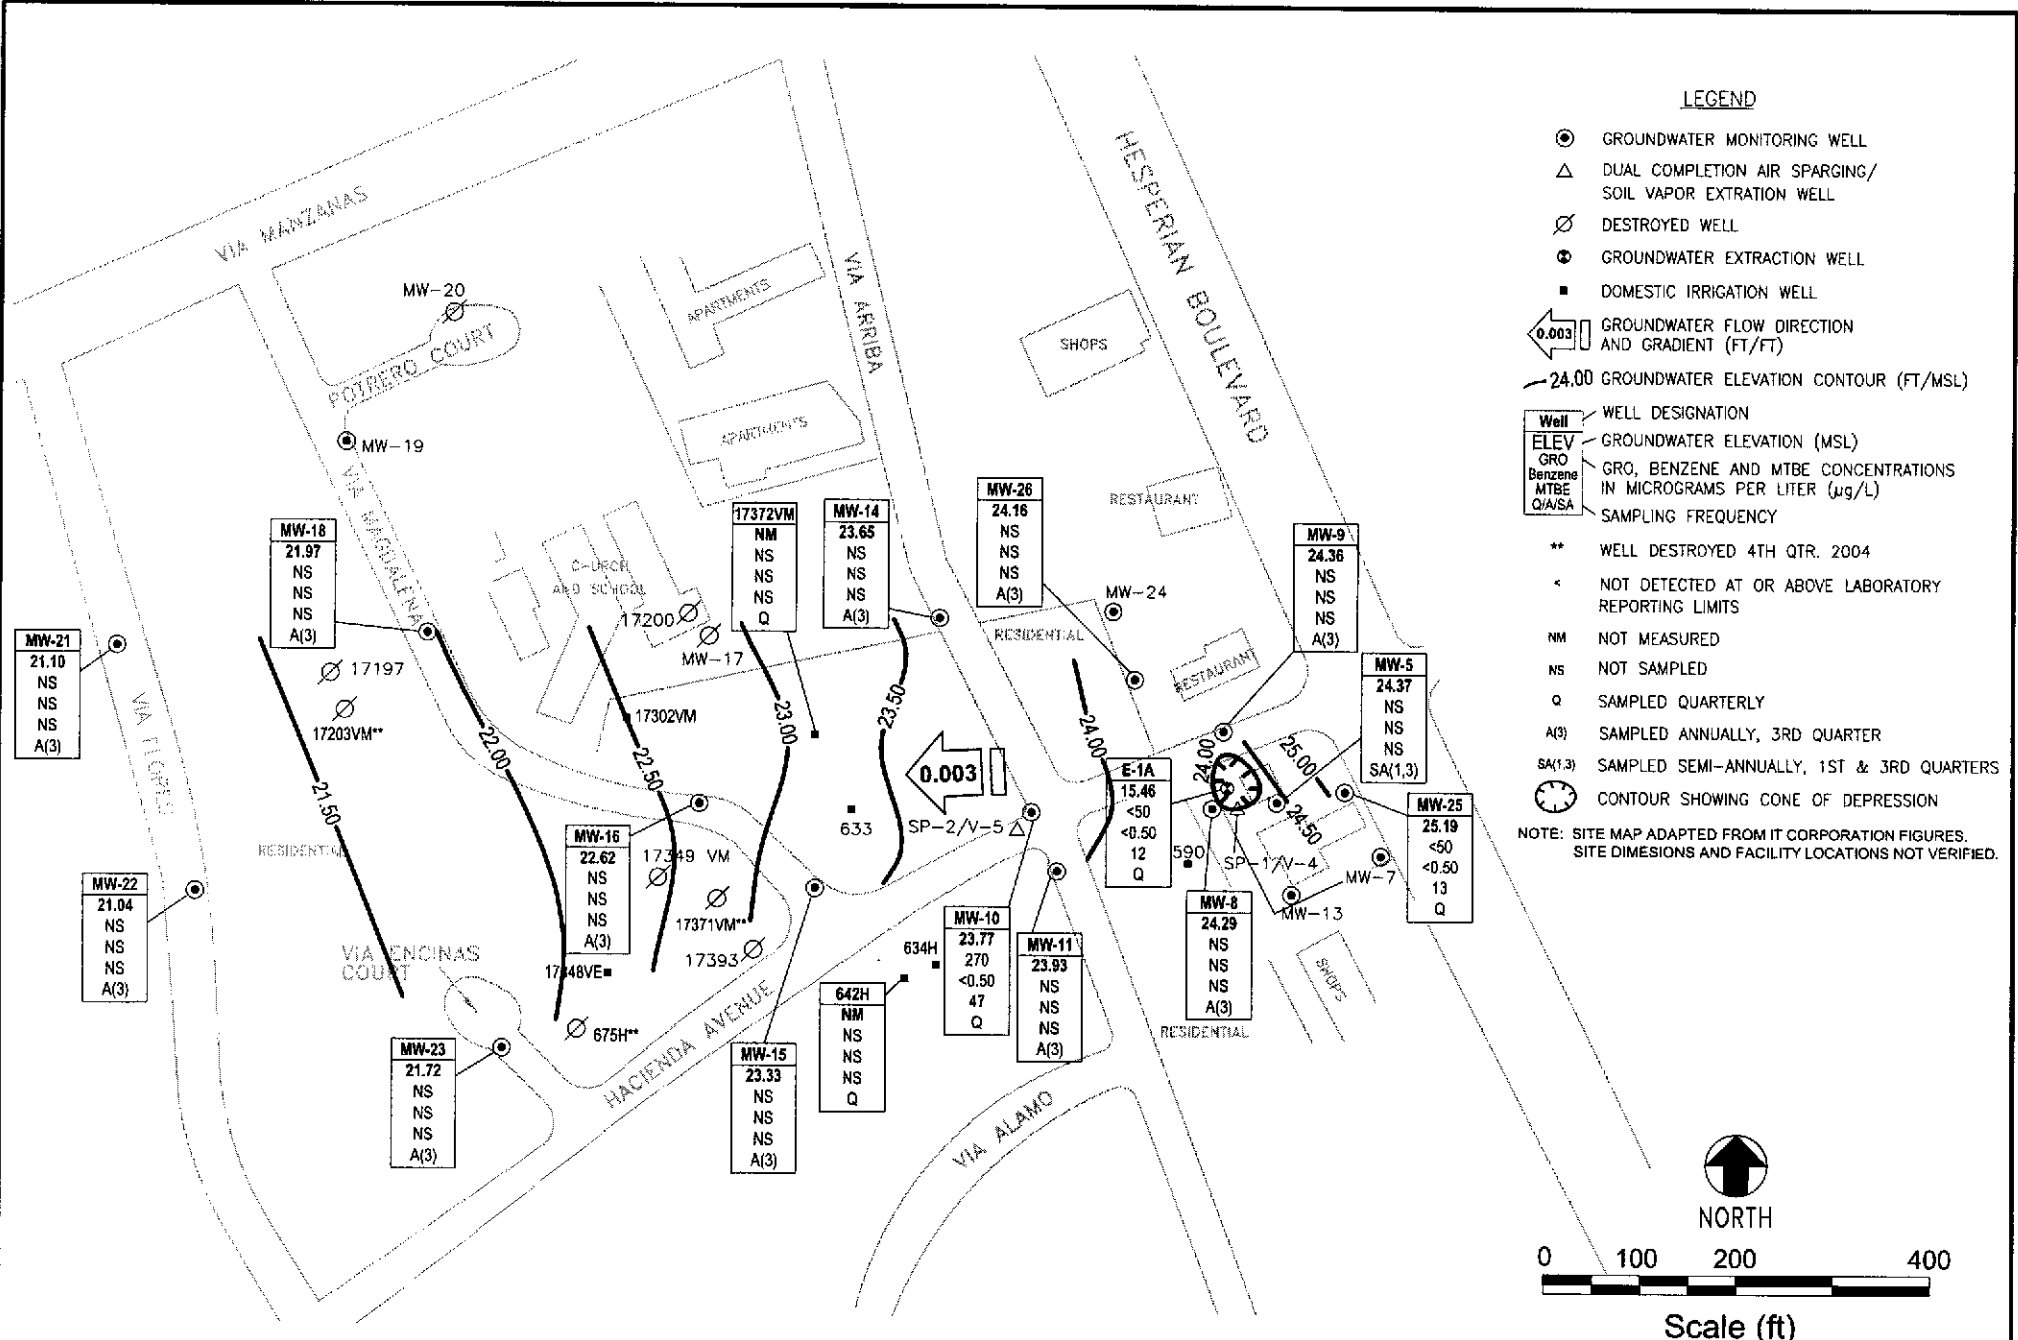 LEGEND
GROUNDWATER MONITORING WELL
DUAL COMPLETION AIR SPARGING/
SOIL VAPOR EXTRATION WELL
DESTROYED WELL
GROUNDWATER EXTRACTION WELL
DOMESTIC IRRIGATION WELL
0.003
GROUNDWATER FLOW DIRECTION
AND GRADIENT (FT/FT)
24.00 GROUNDWATER ELEVATION CONTOUR (FT/MSL)
Well
ELEV
GRO
Benzene
MTBE
Q/A/SA
WELL DESIGNATION
GROUNDWATER ELEVATION (MSL)
GRO, BENZENE AND MTBE CONCENTRATIONS
IN MICROGRAMS PER LITER (µg/L)
SAMPLING FREQUENCY
** WELL DESTROYED 4TH QTR. 2004
< NOT DETECTED AT OR ABOVE LABORATORY
REPORTING LIMITS
NM NOT MEASURED
NS NOT SAMPLED
Q SAMPLED QUARTERLY
A(3) SAMPLED ANNUALLY, 3RD QUARTER
SA(1,3) SAMPLED SEMI-ANNUALLY, 1ST & 3RD QUARTERS
CONTOUR SHOWING CONE OF DEPRESSION
NOTE: SITE MAP ADAPTED FROM IT CORPORATION FIGURES.
SITE DIMESIONS AND FACILITY LOCATIONS NOT VERIFIED.
VIA MANZANAS
MW-20
POTRERO COURT
MW-19
VIA MAGDALENA
APARTMENTS
APARTMENTS
VIA ARRIBA
HESPERIAN BOULEVARD
SHOPS
RESTAURANT
RESTAURANT
RESIDENTIAL
MW-24
CHURCH
AND SCHOOL
17200
MW-17
MW-18
21.97
NS
NS
NS
A(3)
17372VM
NM
NS
NS
NS
Q
MW-14
23.65
NS
NS
NS
A(3)
MW-26
24.16
NS
NS
NS
A(3)
MW-9
24.36
NS
NS
NS
A(3)
MW-5
24.37
NS
NS
NS
SA(1,3)
MW-21
21.10
NS
NS
NS
A(3)
17197
17203VM**
17302VM
VIA FLORES
21.50
22.00
22.50
23.00
23.50
24.00
24.00
25.00
24.50
0.003
E-1A
15.46
<50
<0.50
12
Q
MW-25
25.19
<50
<0.50
13
Q
633
SP-2/V-5
590
SP-1/V-4
MW-7
MW-13
RESIDENTIAL
MW-16
22.62
NS
NS
NS
A(3)
17349 VM
17371VM**
17393
17348VE
675H**
MW-22
21.04
NS
NS
NS
A(3)
VIA ENCINAS
COURT
MW-23
21.72
NS
NS
NS
A(3)
HACIENDA AVENUE
MW-15
23.33
NS
NS
NS
A(3)
642H
NM
NS
NS
NS
Q
634H
MW-10
23.77
270
<0.50
47
Q
MW-11
23.93
NS
NS
NS
A(3)
MW-8
24.29
NS
NS
NS
A(3)
RESIDENTIAL
SHOPS
VIA ALAMO
NORTH
0 100 200 400
Scale (ft)